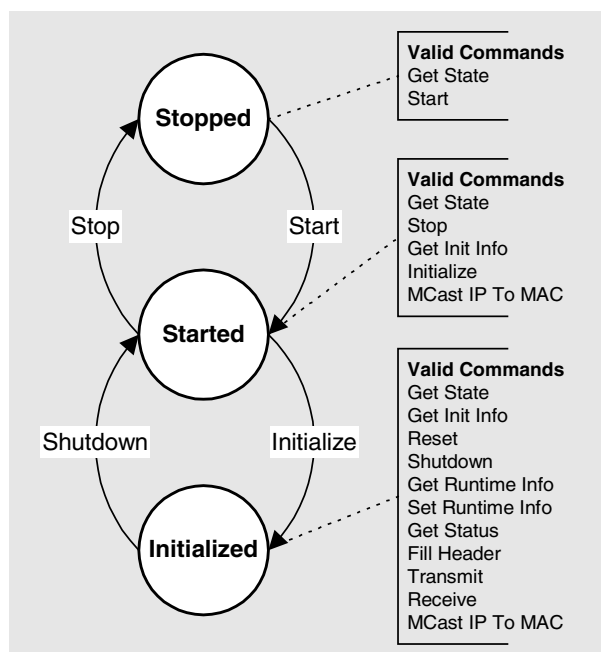 Stopped
Valid Commands
Get State
Start
Stop
Start
Started
Valid Commands
Get State
Stop
Get Init Info
Initialize
MCast IP To MAC
Shutdown
Initialize
Initialized
Valid Commands
Get State
Get Init Info
Reset
Shutdown
Get Runtime Info
Set Runtime Info
Get Status
Fill Header
Transmit
Receive
MCast IP To MAC